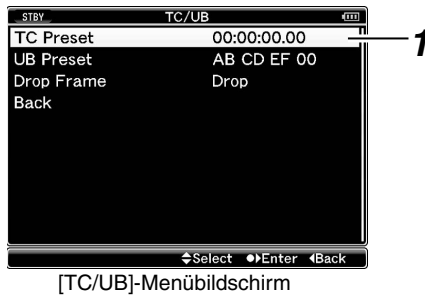 STBY TC/UB
TC Preset 00:00:00.00
1
UB Preset AB CD EF 00
Drop Frame Drop
Back
Select Enter Back
[TC/UB]-Menübildschirm